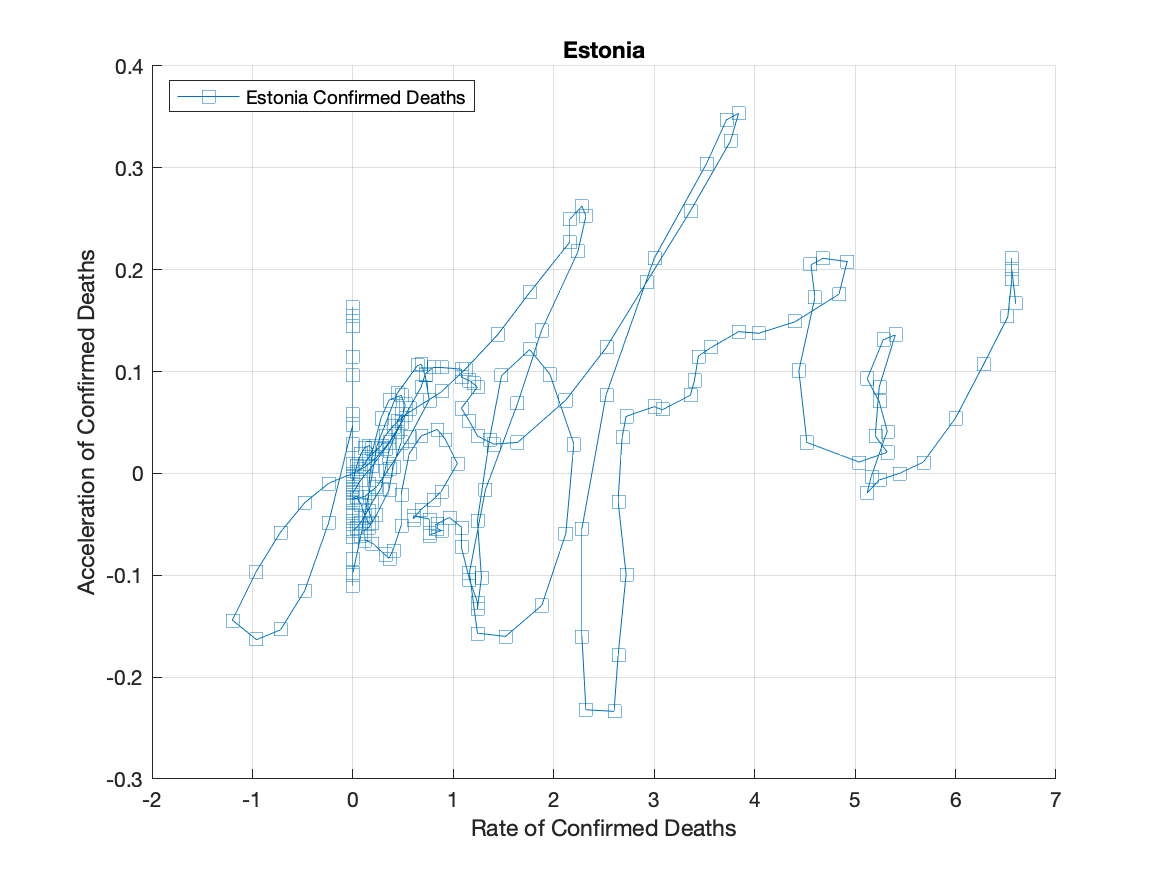 Estonia
Estonia Confirmed Deaths
0.4
0.3
0.2
0.1
0
-0.1
-0.2
-0.3
Acceleration of Confirmed Deaths
-2 -1 0 1 2 3 4 5 6 7
Rate of Confirmed Deaths